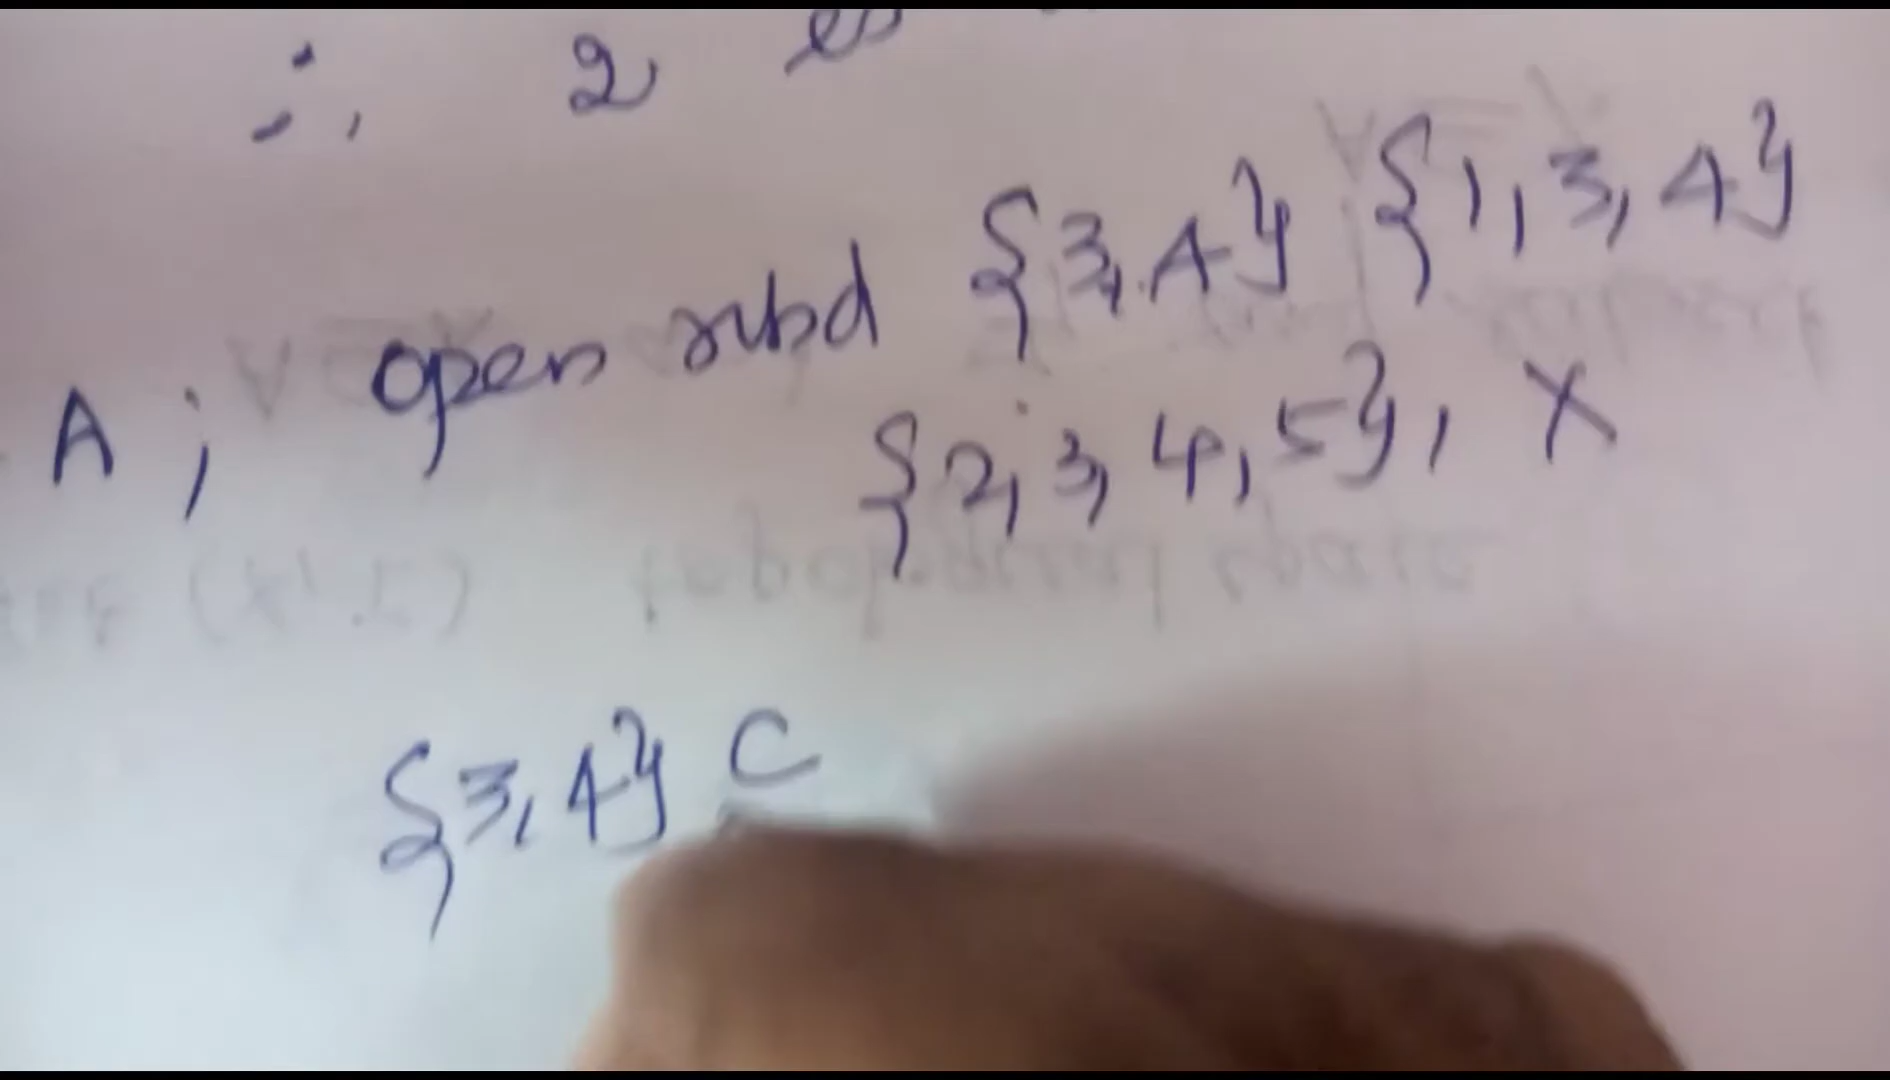 ∴ 2
A ; open nbd {3, 4} {1, 3, 4}
{2, 3, 4, 5}, X
{3, 4} ⊂